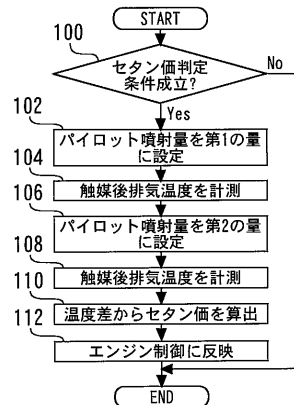 START
100
セタン価判定
条件成立?
No
Yes
102
パイロット噴射量を第1の量
に設定
104
触媒後排気温度を計測
106
パイロット噴射量を第2の量
に設定
108
触媒後排気温度を計測
110
温度差からセタン価を算出
112
エンジン制御に反映
END